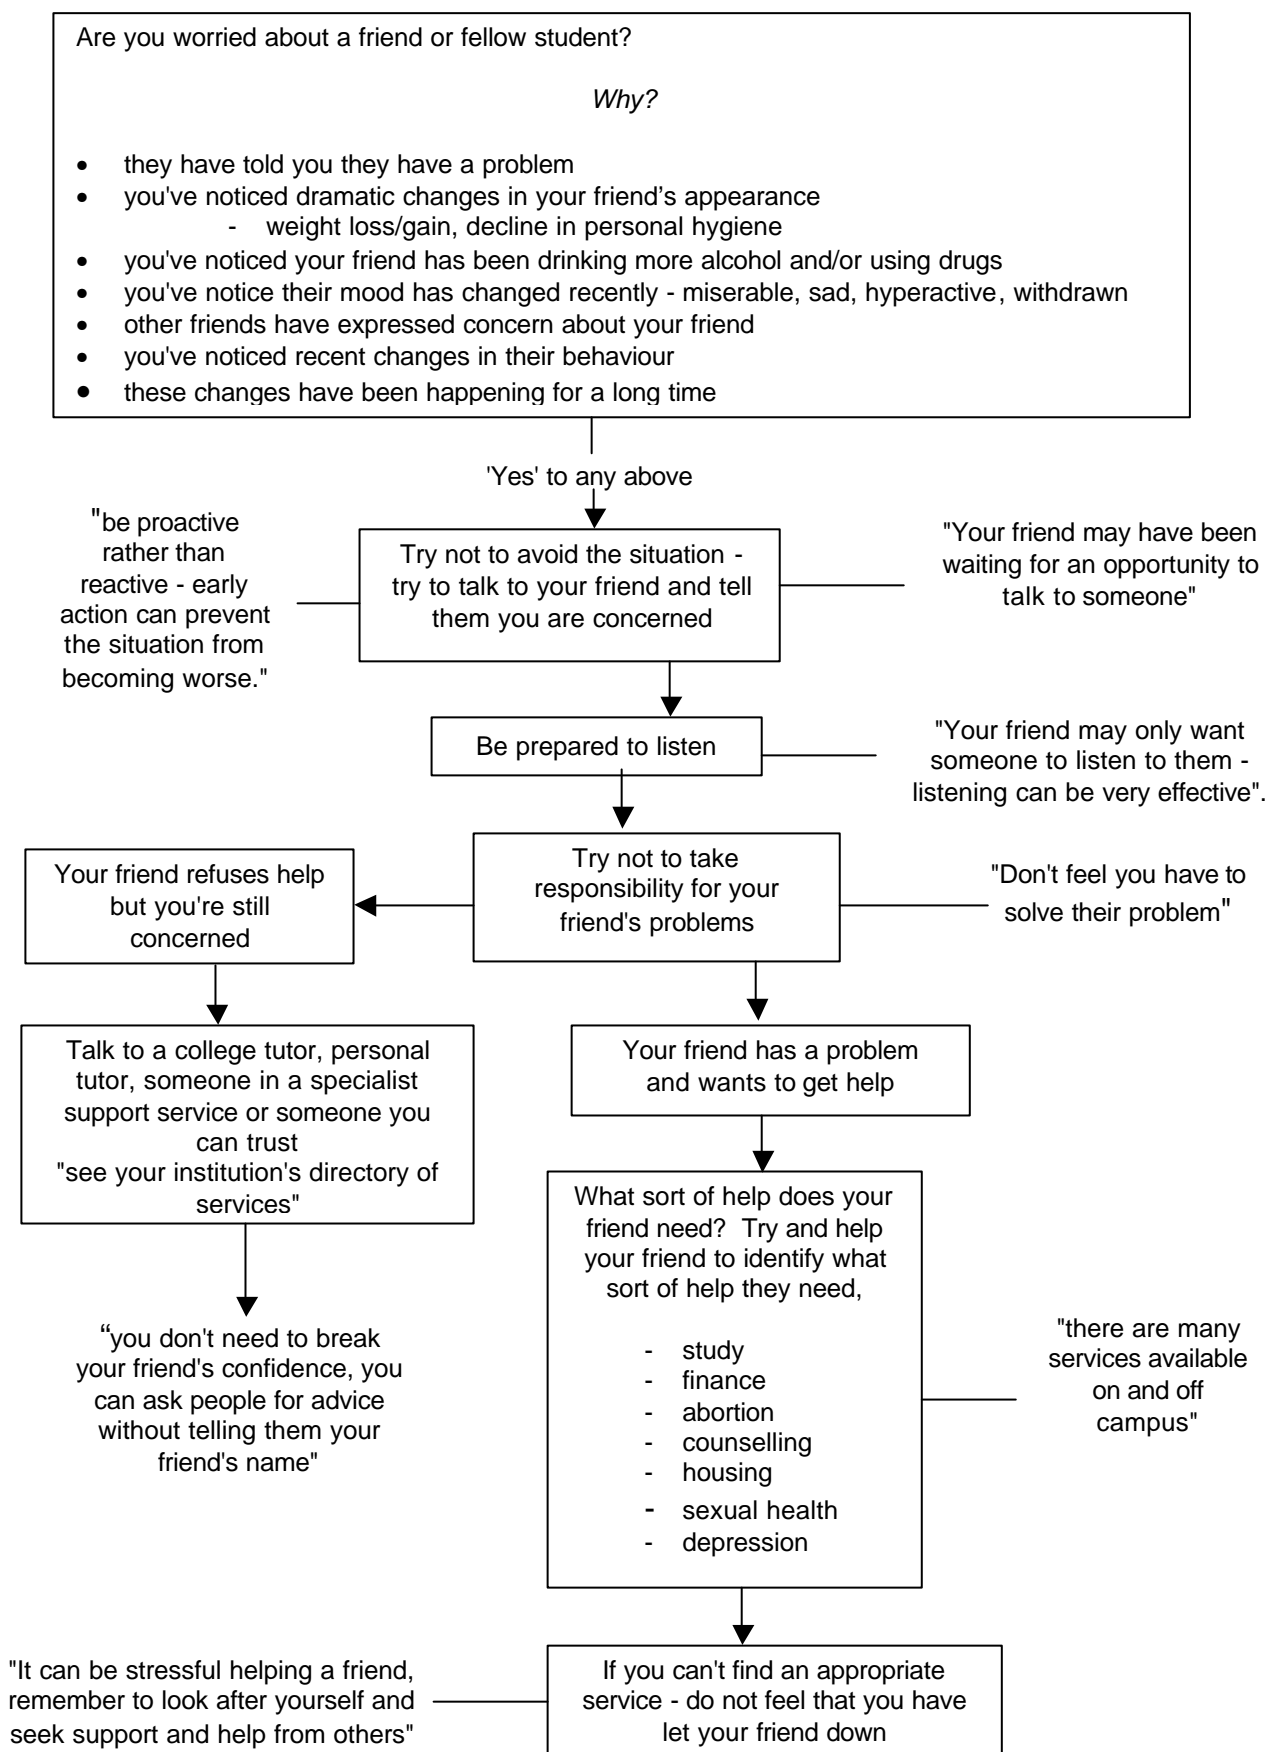 Are you worried about a friend or fellow student?
Why?
• they have told you they have a problem
• you've noticed dramatic changes in your friend’s appearance
- weight loss/gain, decline in personal hygiene
• you've noticed your friend has been drinking more alcohol and/or using drugs
• you've notice their mood has changed recently - miserable, sad, hyperactive, withdrawn
• other friends have expressed concern about your friend
• you've noticed recent changes in their behaviour
• these changes have been happening for a long time
'Yes' to any above
"be proactive
rather than
reactive - early
action can prevent
the situation from
becoming worse."
Try not to avoid the situation -
try to talk to your friend and tell
them you are concerned
"Your friend may have been
waiting for an opportunity to
talk to someone"
Be prepared to listen
"Your friend may only want
someone to listen to them -
listening can be very effective".
Try not to take
responsibility for your
friend's problems
"Don't feel you have to
solve their problem"
Your friend refuses help
but you're still
concerned
Talk to a college tutor, personal
tutor, someone in a specialist
support service or someone you
can trust
"see your institution's directory of
services"
“you don't need to break
your friend's confidence, you
can ask people for advice
without telling them your
friend's name"
Your friend has a problem
and wants to get help
What sort of help does your
friend need? Try and help
your friend to identify what
sort of help they need,
- study
- finance
- abortion
- counselling
- housing
- sexual health
- depression
"there are many
services available
on and off
campus"
If you can't find an appropriate
service - do not feel that you have
let your friend down
"It can be stressful helping a friend,
remember to look after yourself and
seek support and help from others"